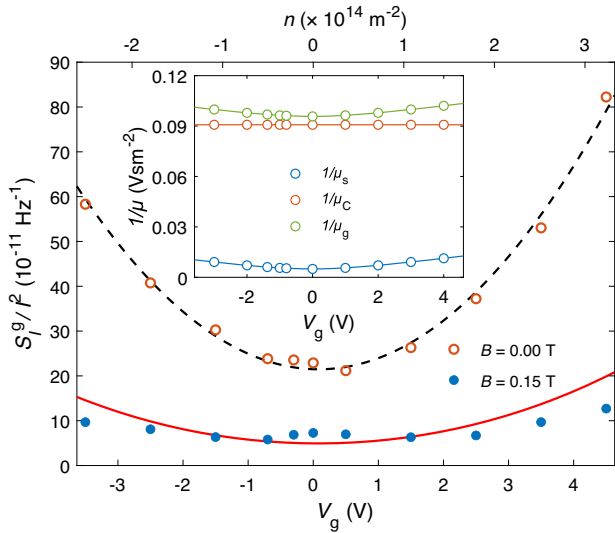 n (× 10^14 m^-2)
-2 -1 0 1 2 3
S_I^g/I^2 (10^-11 Hz^-1)
90
80
70
60
50
40
30
20
10
0
-3 -2 -1 0 1 2 3 4
V_g (V)
B = 0.00 T
B = 0.15 T
1/μ (Vsm^-2)
0.12
0.09
0.06
0.03
0
-2 0 2 4
V_g (V)
1/μ_s
1/μ_C
1/μ_g